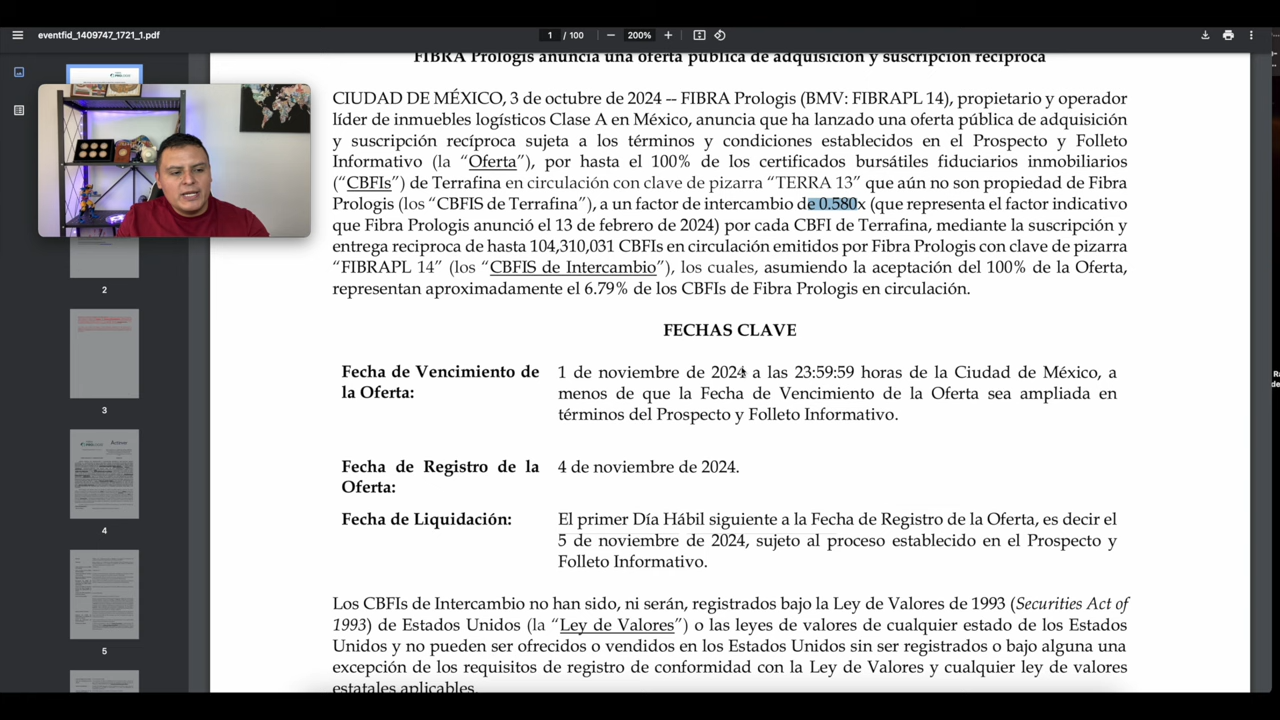 eventfid_1409747_1721_1.pdf
1 / 100
200%
FIBRA Prologis anuncia una oferta pública de adquisición y suscripción recíproca
CIUDAD DE MÉXICO, 3 de octubre de 2024 -- FIBRA Prologis (BMV: FIBRAPL 14), propietario y operador
líder de inmuebles logísticos Clase A en México, anuncia que ha lanzado una oferta pública de adquisición
y suscripción recíproca sujeta a los términos y condiciones establecidos en el Prospecto y Folleto
Informativo (la “Oferta”), por hasta el 100% de los certificados bursátiles fiduciarios inmobiliarios
(“CBFIs”) de Terrafina en circulación con clave de pizarra “TERRA 13” que aún no son propiedad de Fibra
Prologis (los “CBFIS de Terrafina”), a un factor de intercambio de 0.580x (que representa el factor indicativo
que Fibra Prologis anunció el 13 de febrero de 2024) por cada CBFI de Terrafina, mediante la suscripción y
entrega reciproca de hasta 104,310,031 CBFIs en circulación emitidos por Fibra Prologis con clave de pizarra
“FIBRAPL 14” (los “CBFIS de Intercambio”), los cuales, asumiendo la aceptación del 100% de la Oferta,
representan aproximadamente el 6.79% de los CBFIs de Fibra Prologis en circulación.
FECHAS CLAVE
Fecha de Vencimiento de
la Oferta:
1 de noviembre de 2024 a las 23:59:59 horas de la Ciudad de México, a
menos de que la Fecha de Vencimiento de la Oferta sea ampliada en
términos del Prospecto y Folleto Informativo.
Fecha de Registro de la
Oferta:
4 de noviembre de 2024.
Fecha de Liquidación:
El primer Día Hábil siguiente a la Fecha de Registro de la Oferta, es decir el
5 de noviembre de 2024, sujeto al proceso establecido en el Prospecto y
Folleto Informativo.
Los CBFIs de Intercambio no han sido, ni serán, registrados bajo la Ley de Valores de 1993 (Securities Act of
1993) de Estados Unidos (la “Ley de Valores”) o las leyes de valores de cualquier estado de los Estados
Unidos y no pueden ser ofrecidos o vendidos en los Estados Unidos sin ser registrados o bajo alguna una
excepción de los requisitos de registro de conformidad con la Ley de Valores y cualquier ley de valores
estatales aplicables.
2
3
4
5